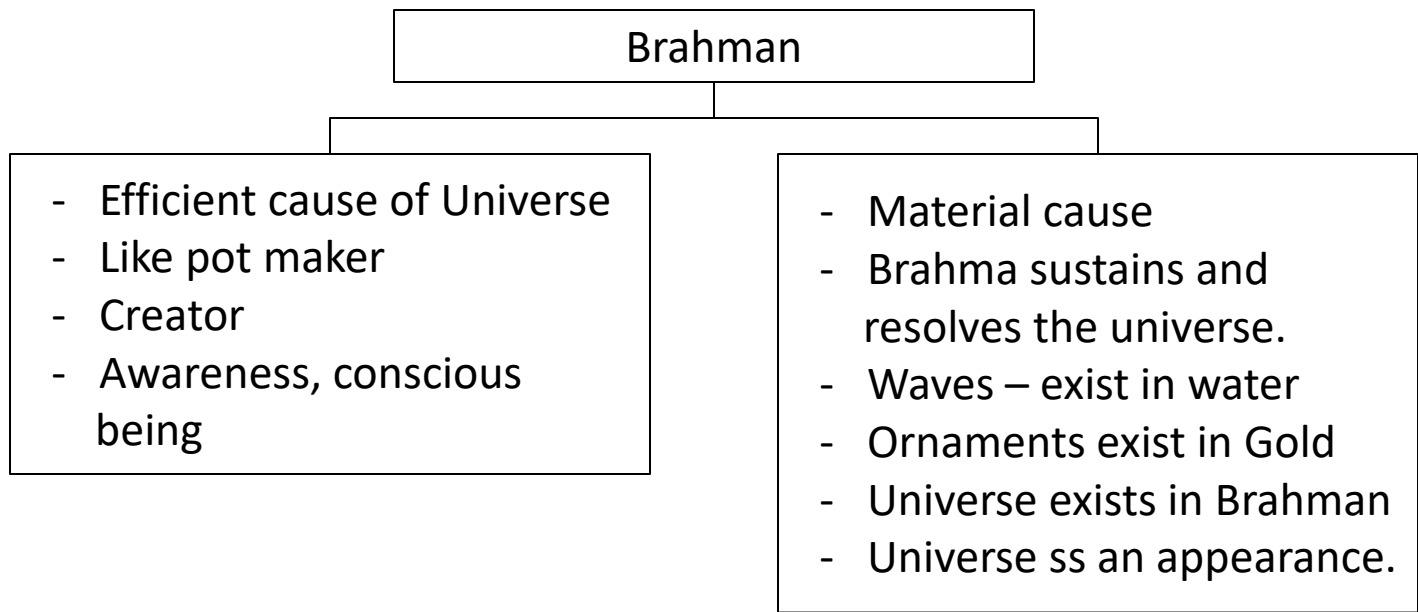 Brahman
- Efficient cause of Universe
- Like pot maker
- Creator
- Awareness, conscious
being
- Material cause
- Brahma sustains and
resolves the universe.
- Waves – exist in water
- Ornaments exist in Gold
- Universe exists in Brahman
- Universe ss an appearance.